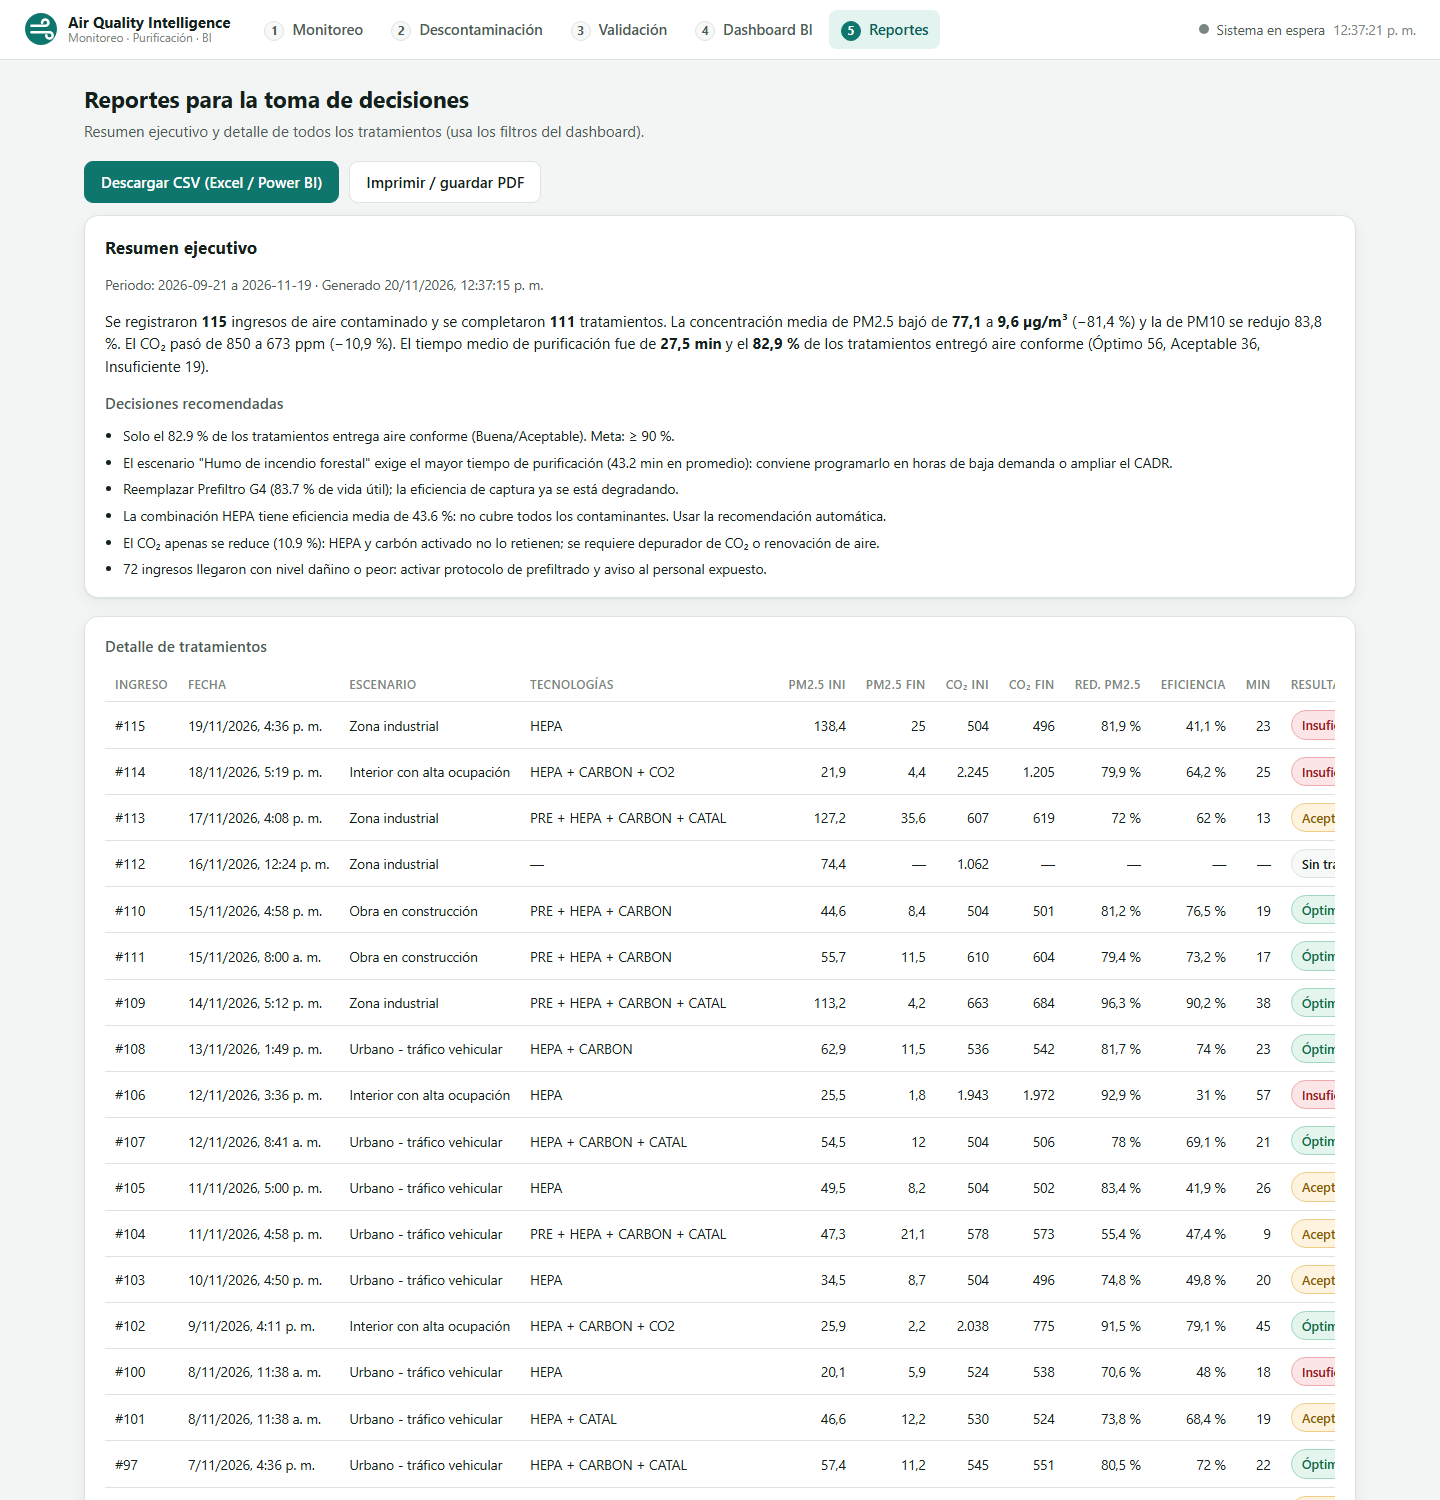 Air Quality Intelligence
Monitoreo · Purificación · BI
1 Monitoreo
2 Descontaminación
3 Validación
4 Dashboard BI
5 Reportes
Sistema en espera 12:37:21 p. m.
Reportes para la toma de decisiones
Resumen ejecutivo y detalle de todos los tratamientos (usa los filtros del dashboard).
Descargar CSV (Excel / Power BI)
Imprimir / guardar PDF
Resumen ejecutivo
Periodo: 2026-09-21 a 2026-11-19 · Generado 20/11/2026, 12:37:15 p. m.
Se registraron 115 ingresos de aire contaminado y se completaron 111 tratamientos. La concentración media de PM2.5 bajó de 77,1 a 9,6 µg/m³ (−81,4 %) y la de PM10 se redujo 83,8
%. El CO₂ pasó de 850 a 673 ppm (−10,9 %). El tiempo medio de purificación fue de 27,5 min y el 82,9 % de los tratamientos entregó aire conforme (Óptimo 56, Aceptable 36,
Insuficiente 19).
Decisiones recomendadas
• Solo el 82.9 % de los tratamientos entrega aire conforme (Buena/Aceptable). Meta: ≥ 90 %.
• El escenario "Humo de incendio forestal" exige el mayor tiempo de purificación (43.2 min en promedio): conviene programarlo en horas de baja demanda o ampliar el CADR.
• Reemplazar Prefiltro G4 (83.7 % de vida útil); la eficiencia de captura ya se está degradando.
• La combinación HEPA tiene eficiencia media de 43.6 %: no cubre todos los contaminantes. Usar la recomendación automática.
• El CO₂ apenas se reduce (10.9 %): HEPA y carbón activado no lo retienen; se requiere depurador de CO₂ o renovación de aire.
• 72 ingresos llegaron con nivel dañino o peor: activar protocolo de prefiltrado y aviso al personal expuesto.
Detalle de tratamientos
INGRESO FECHA ESCENARIO TECNOLOGÍAS PM2.5 INI PM2.5 FIN CO₂ INI CO₂ FIN RED. PM2.5 EFICIENCIA MIN RESULTA
#115 19/11/2026, 4:36 p. m. Zona industrial HEPA 138,4 25 504 496 81,9 % 41,1 % 23 Insufi
#114 18/11/2026, 5:19 p. m. Interior con alta ocupación HEPA + CARBON + CO2 21,9 4,4 2.245 1.205 79,9 % 64,2 % 25 Insufi
#113 17/11/2026, 4:08 p. m. Zona industrial PRE + HEPA + CARBON + CATAL 127,2 35,6 607 619 72 % 62 % 13 Acept
#112 16/11/2026, 12:24 p. m. Zona industrial — 74,4 — 1.062 — — — — Sin tra
#110 15/11/2026, 4:58 p. m. Obra en construcción PRE + HEPA + CARBON 44,6 8,4 504 501 81,2 % 76,5 % 19 Óptim
#111 15/11/2026, 8:00 a. m. Obra en construcción PRE + HEPA + CARBON 55,7 11,5 610 604 79,4 % 73,2 % 17 Óptim
#109 14/11/2026, 5:12 p. m. Zona industrial PRE + HEPA + CARBON + CATAL 113,2 4,2 663 684 96,3 % 90,2 % 38 Óptim
#108 13/11/2026, 1:49 p. m. Urbano - tráfico vehicular HEPA + CARBON 62,9 11,5 536 542 81,7 % 74 % 23 Óptim
#106 12/11/2026, 3:36 p. m. Interior con alta ocupación HEPA 25,5 1,8 1.943 1.972 92,9 % 31 % 57 Insufi
#107 12/11/2026, 8:41 a. m. Urbano - tráfico vehicular HEPA + CARBON + CATAL 54,5 12 504 506 78 % 69,1 % 21 Óptim
#105 11/11/2026, 5:00 p. m. Urbano - tráfico vehicular HEPA 49,5 8,2 504 502 83,4 % 41,9 % 26 Acept
#104 11/11/2026, 4:58 p. m. Urbano - tráfico vehicular PRE + HEPA + CARBON + CATAL 47,3 21,1 578 573 55,4 % 47,4 % 9 Acept
#103 10/11/2026, 4:50 p. m. Urbano - tráfico vehicular HEPA 34,5 8,7 504 496 74,8 % 49,8 % 20 Acept
#102 9/11/2026, 4:11 p. m. Interior con alta ocupación HEPA + CARBON + CO2 25,9 2,2 2.038 775 91,5 % 79,1 % 45 Óptim
#100 8/11/2026, 11:38 a. m. Urbano - tráfico vehicular HEPA 20,1 5,9 524 538 70,6 % 48 % 18 Insufi
#101 8/11/2026, 11:38 a. m. Urbano - tráfico vehicular HEPA + CATAL 46,6 12,2 530 524 73,8 % 68,4 % 19 Acept
#97 7/11/2026, 4:36 p. m. Urbano - tráfico vehicular HEPA + CARBON + CATAL 57,4 11,2 545 551 80,5 % 72 % 22 Óptim